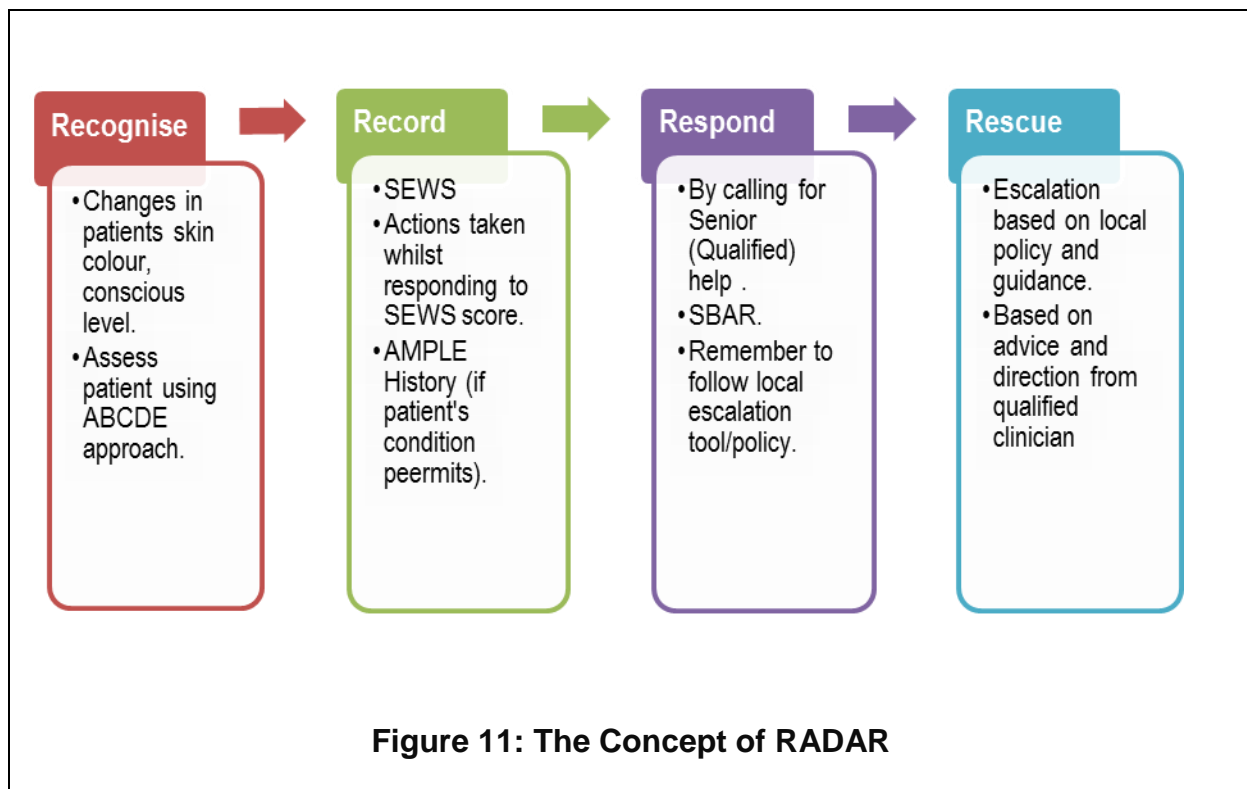 Recognise
•Changes in
patients skin
colour,
conscious
level.
•Assess
patient using
ABCDE
approach.
Record
•SEWS
•Actions taken
whilst
responding to
SEWS score.
•AMPLE
History (if
patient's
condition
peermits).
Respond
•By calling for
Senior
(Qualified)
help .
•SBAR.
•Remember to
follow local
escalation
tool/policy.
Rescue
•Escalation
based on local
policy and
guidance.
•Based on
advice and
direction from
qualified
clinician
Figure 11: The Concept of RADAR